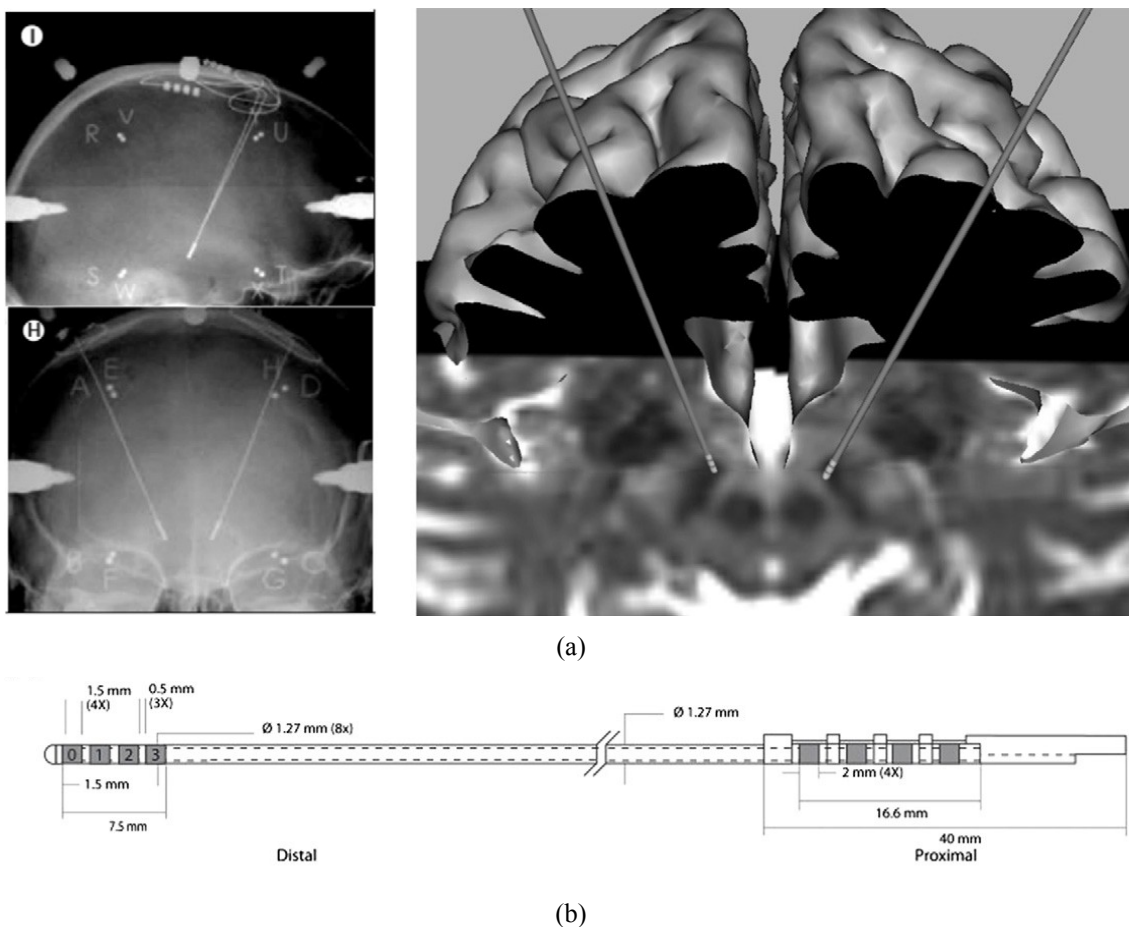 I
V
R U
S T
W X
H
E H
A D
B C
F G
(a)
1.5 mm 0.5 mm
(4X) (3X)
Ø 1.27 mm (8x) Ø 1.27 mm
0 1 2 3
1.5 mm 2 mm (4X)
7.5 mm 16.6 mm
40 mm
Distal Proximal
(b)